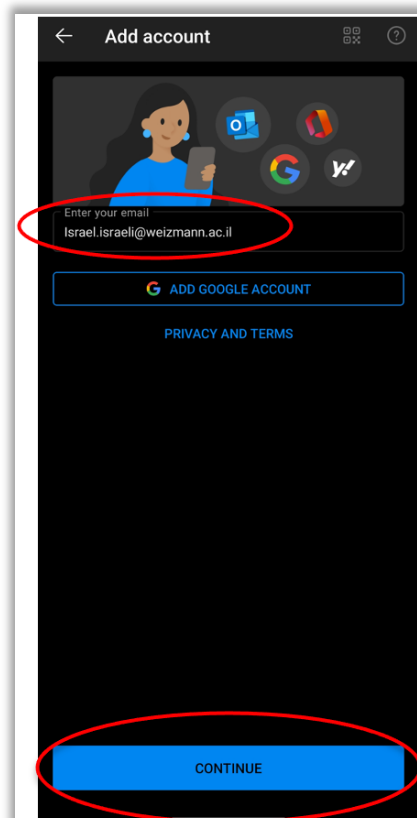 Add account
Enter your email
Israel.israeli@weizmann.ac.il
ADD GOOGLE ACCOUNT
PRIVACY AND TERMS
CONTINUE